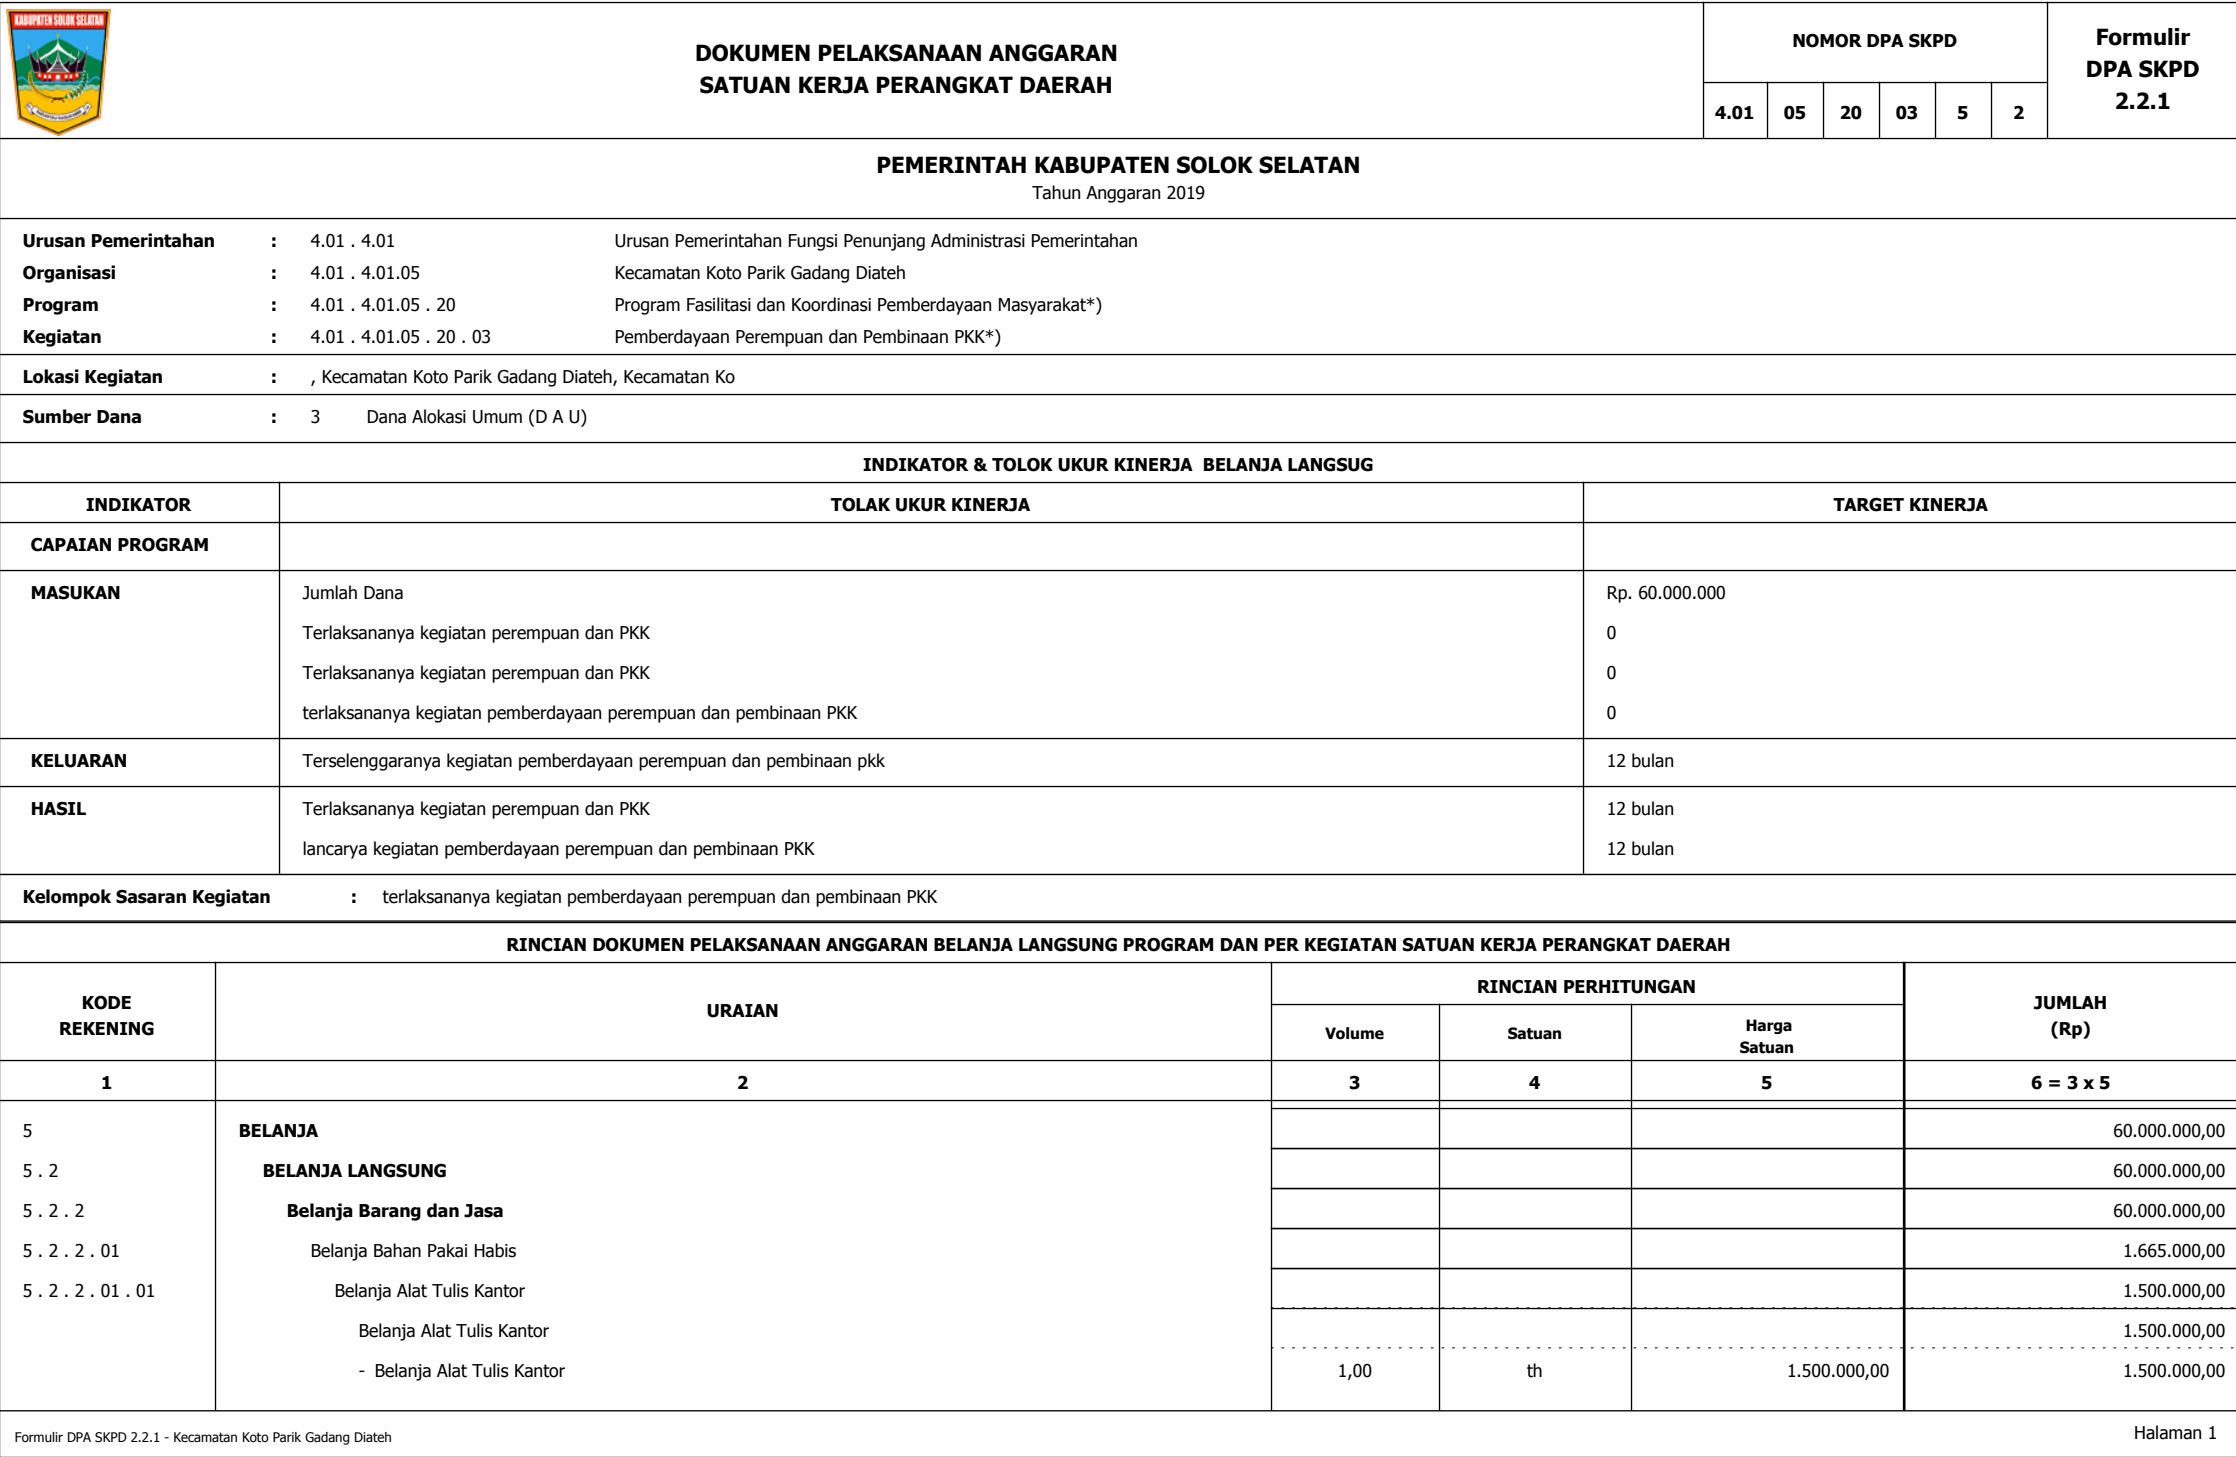 KABUPATEN SOLOK SELATAN
DOKUMEN PELAKSANAAN ANGGARAN
SATUAN KERJA PERANGKAT DAERAH
NOMOR DPA SKPD
4.01 05 20 03 5 2
Formulir
DPA SKPD
2.2.1
PEMERINTAH KABUPATEN SOLOK SELATAN
Tahun Anggaran 2019
Urusan Pemerintahan : 4.01 . 4.01 Urusan Pemerintahan Fungsi Penunjang Administrasi Pemerintahan
Organisasi : 4.01 . 4.01.05 Kecamatan Koto Parik Gadang Diateh
Program : 4.01 . 4.01.05 . 20 Program Fasilitasi dan Koordinasi Pemberdayaan Masyarakat*)
Kegiatan : 4.01 . 4.01.05 . 20 . 03 Pemberdayaan Perempuan dan Pembinaan PKK*)
Lokasi Kegiatan : , Kecamatan Koto Parik Gadang Diateh, Kecamatan Ko
Sumber Dana : 3 Dana Alokasi Umum (D A U)
INDIKATOR & TOLOK UKUR KINERJA BELANJA LANGSUG
INDIKATOR TOLAK UKUR KINERJA TARGET KINERJA
CAPAIAN PROGRAM
MASUKAN Jumlah Dana Rp. 60.000.000
Terlaksananya kegiatan perempuan dan PKK 0
Terlaksananya kegiatan perempuan dan PKK 0
terlaksananya kegiatan pemberdayaan perempuan dan pembinaan PKK 0
KELUARAN Terselenggaranya kegiatan pemberdayaan perempuan dan pembinaan pkk 12 bulan
HASIL Terlaksananya kegiatan perempuan dan PKK 12 bulan
lancarya kegiatan pemberdayaan perempuan dan pembinaan PKK 12 bulan
Kelompok Sasaran Kegiatan : terlaksananya kegiatan pemberdayaan perempuan dan pembinaan PKK
RINCIAN DOKUMEN PELAKSANAAN ANGGARAN BELANJA LANGSUNG PROGRAM DAN PER KEGIATAN SATUAN KERJA PERANGKAT DAERAH
KODE
REKENING
URAIAN
RINCIAN PERHITUNGAN
Volume Satuan Harga
Satuan
JUMLAH
(Rp)
1 2 3 4 5 6 = 3 x 5
5 BELANJA 60.000.000,00
5 . 2 BELANJA LANGSUNG 60.000.000,00
5 . 2 . 2 Belanja Barang dan Jasa 60.000.000,00
5 . 2 . 2 . 01 Belanja Bahan Pakai Habis 1.665.000,00
5 . 2 . 2 . 01 . 01 Belanja Alat Tulis Kantor 1.500.000,00
Belanja Alat Tulis Kantor 1.500.000,00
- Belanja Alat Tulis Kantor 1,00 th 1.500.000,00 1.500.000,00
Formulir DPA SKPD 2.2.1 - Kecamatan Koto Parik Gadang Diateh Halaman 1